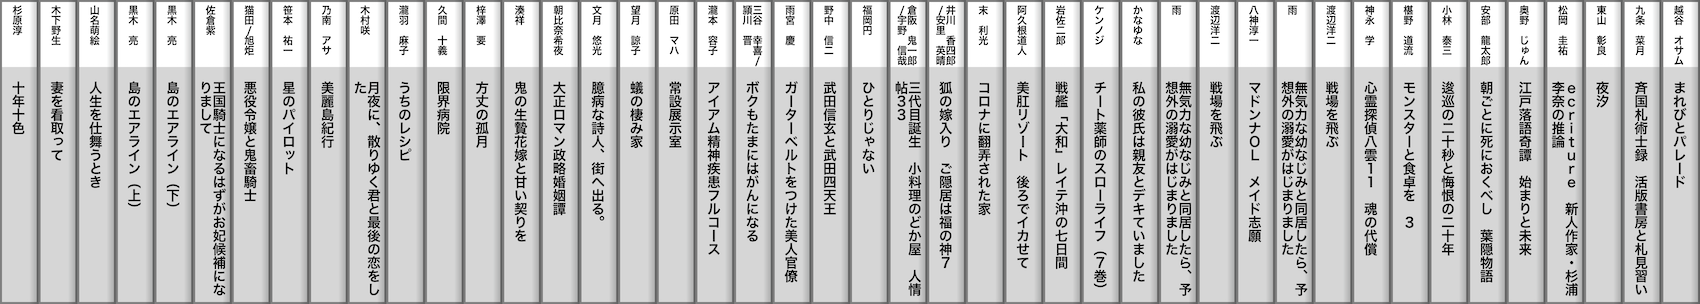 越谷　オサム
まれびとパレード
九条　菜月
斉国札術士録　活版書房と札見習い
東山　彰良
夜汐
松岡　圭祐
ｅｃｒｉｔｕｒｅ　新人作家・杉浦
李奈の推論
奥野　じゅん
江戸落語奇譚　始まりと未来
安部　龍太郎
朝ごとに死におくべし　葉隠物語
小林　泰三
逡巡の二十秒と悔恨の二十年
椹野　道流
モンスターと食卓を　３
神永　学
心霊探偵八雲１１　魂の代償
渡辺洋二
戦場を飛ぶ
雨
無気力な幼なじみと同居したら、予
想外の溺愛がはじまりました
八神淳一
マドンナＯＬ　メイド志願
渡辺洋二
戦場を飛ぶ
雨
無気力な幼なじみと同居したら、予
想外の溺愛がはじまりました
かなゆな
私の彼氏は親友とデキていました
ケンノジ
チート薬師のスローライフ（７巻）
岩佐二郎
戦艦「大和」レイテ沖の七日間
阿久根道人
美肛リゾート　後ろでイカせて
末　利光
コロナに翻弄された家
井川　香四郎
/安里　英晴
狐の嫁入り　ご隠居は福の神７
倉阪　鬼一郎
/宇野　信哉
三代目誕生　小料理のどか屋　人情
帖３３
福岡円
ひとりじゃない
野中　信二
武田信玄と武田四天王
雨宮　慶
ガーターベルトをつけた美人官僚
三谷　幸喜/
頴川　晋
ボクもたまにはがんになる
瀧本　容子
アイアム精神疾患フルコース
原田　マハ
常設展示室
望月　諒子
蟻の棲み家
文月　悠光
臆病な詩人、街へ出る。
朝比奈希夜
大正ロマン政略婚姻譚
湊祥
鬼の生贄花嫁と甘い契りを
梓澤　要
方丈の孤月
久間　十義
限界病院
瀧羽　麻子
うちのレシピ
木村咲
月夜に、散りゆく君と最後の恋をし
た
乃南　アサ
美麗島紀行
笹本　祐一
星のパイロット
猫田/旭炬
悪役令嬢と鬼畜騎士
佐倉紫
王国騎士になるはずがお妃候補にな
りまして
黒木　亮
島のエアライン（下）
黒木　亮
島のエアライン（上）
山名萌絵
人生を仕舞うとき
木下野生
妻を看取って
杉原淳
十年十色